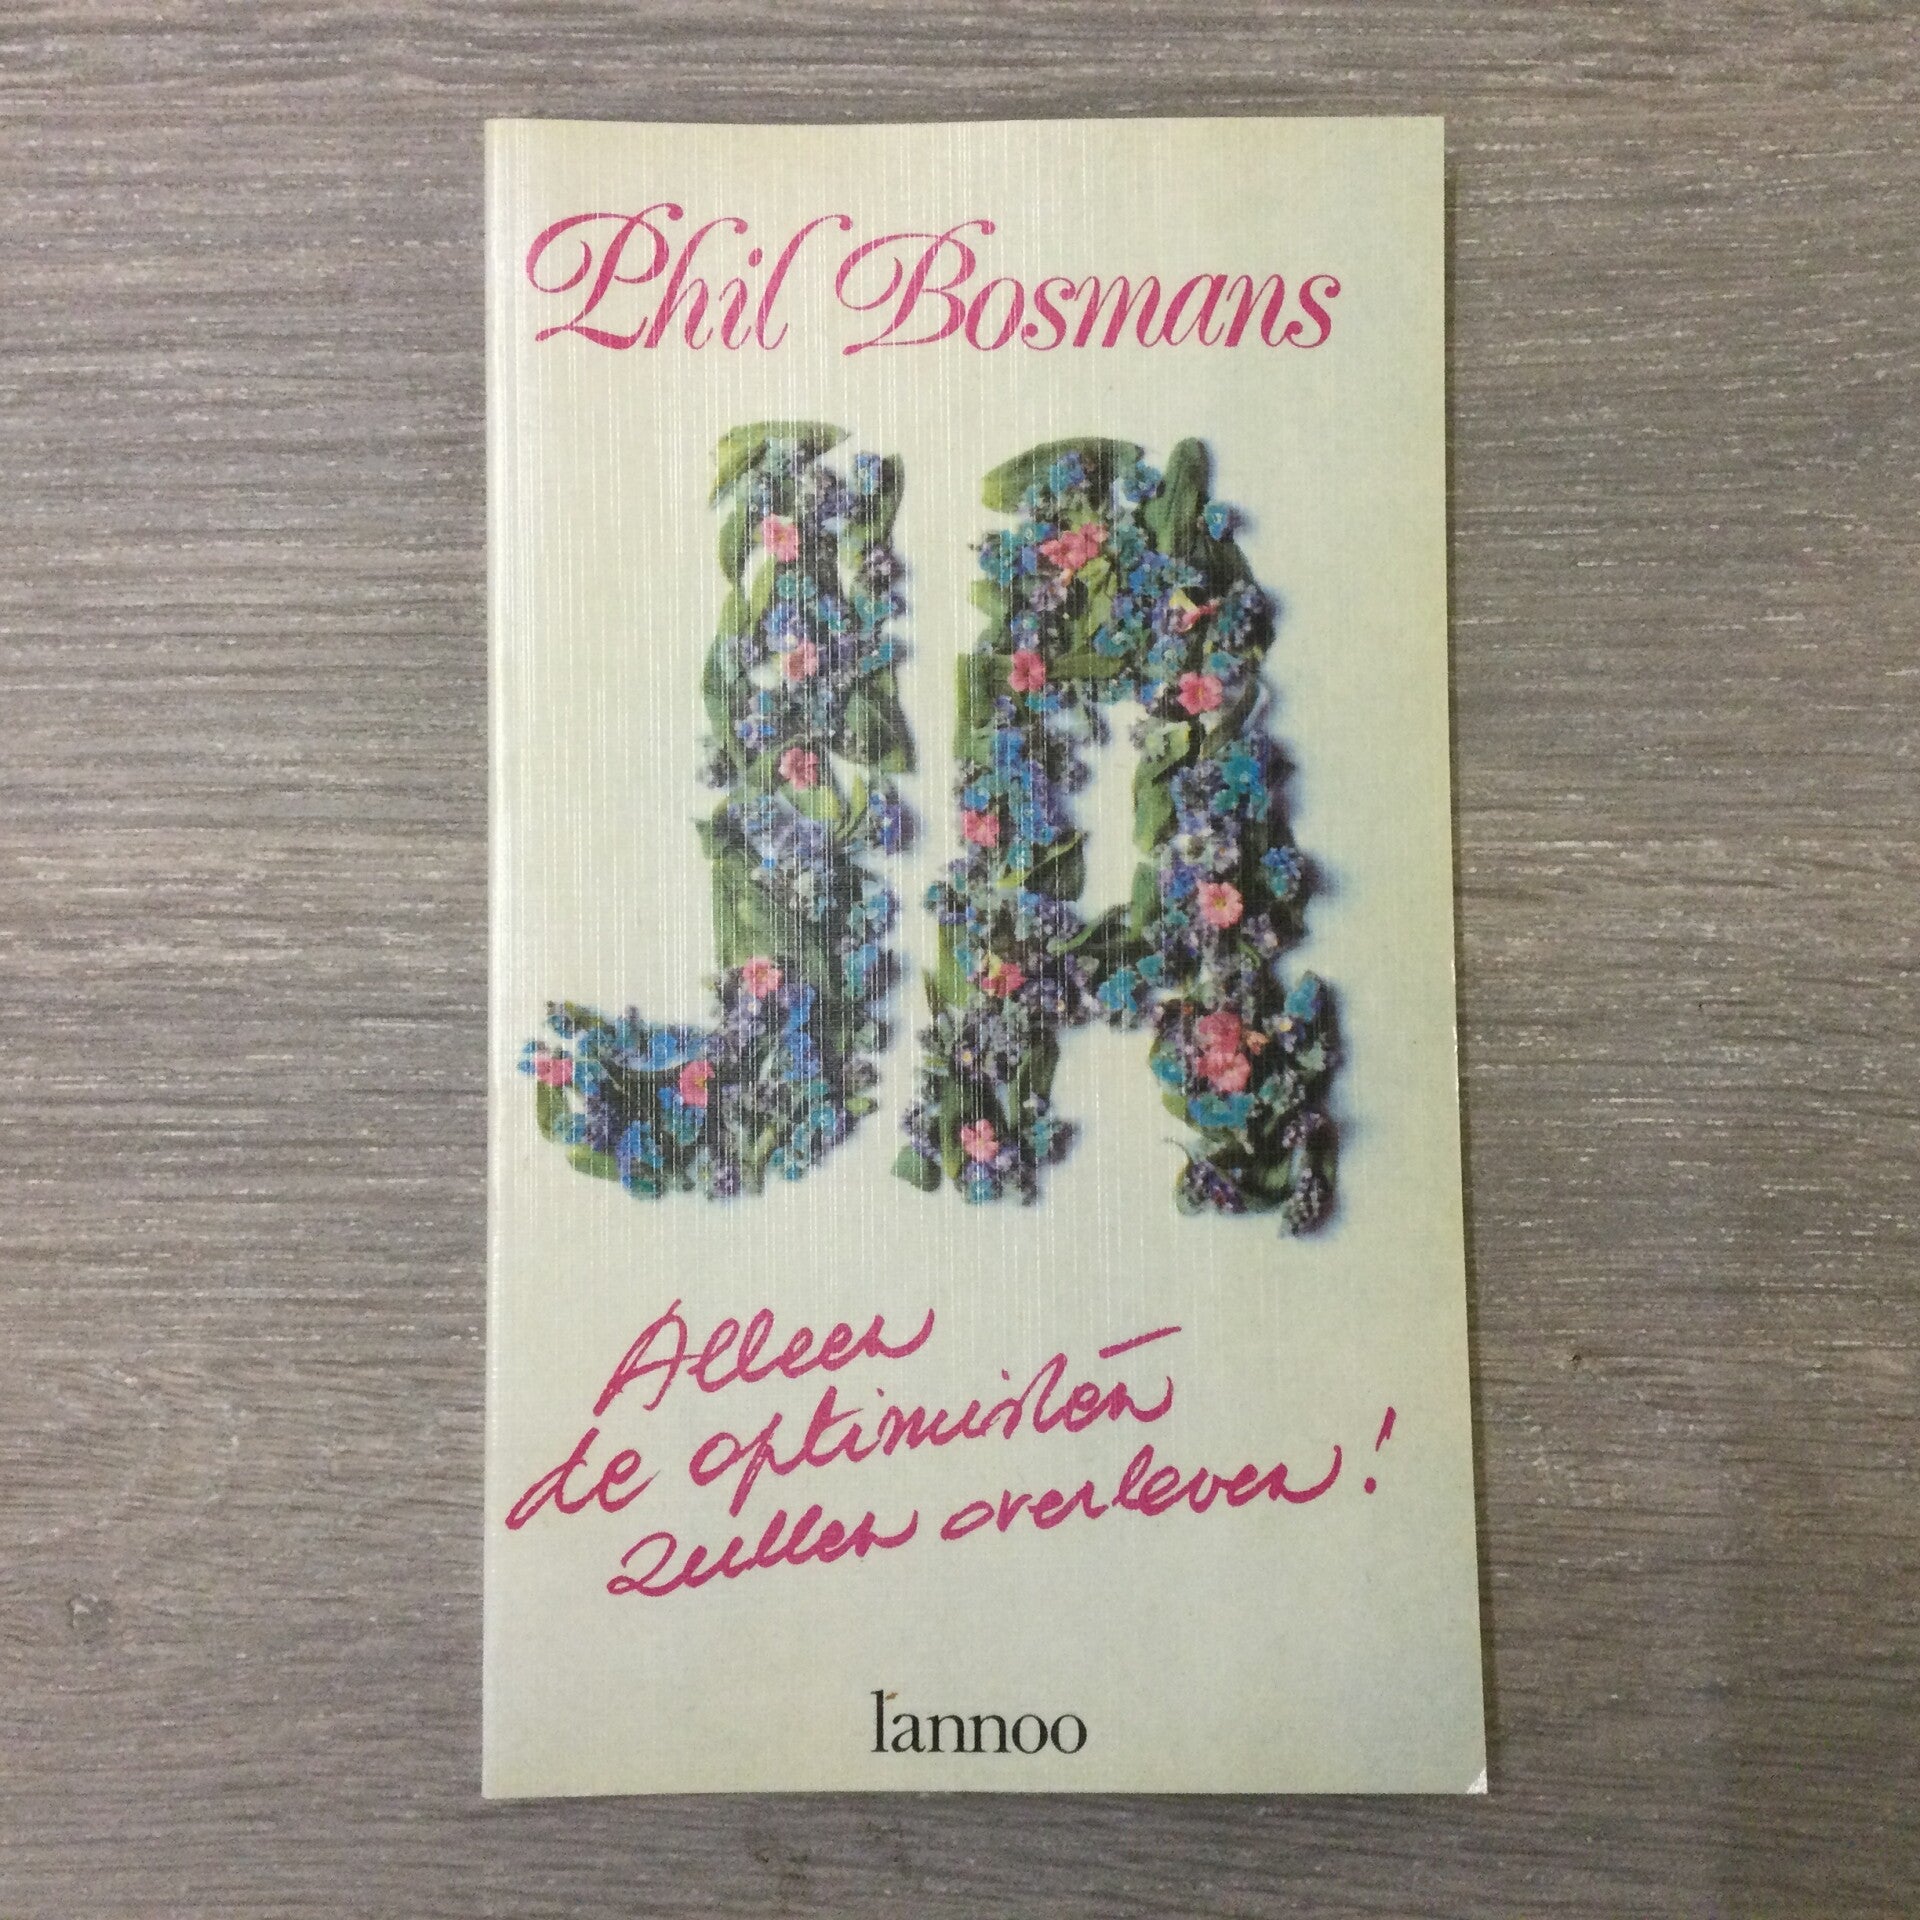 Phil Bosmans
JA
Alleen
de optimisten
zullen overleven!
lannoo